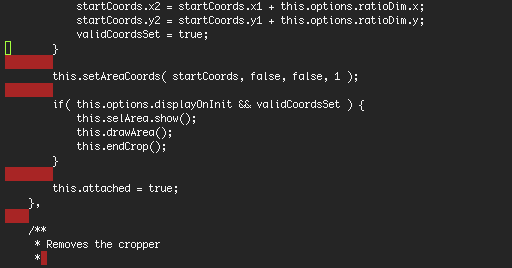 startCoords.x2 = startCoords.x1 + this.options.ratioDim.x;
startCoords.y2 = startCoords.y1 + this.options.ratioDim.y;
validCoordsSet = true;
}
this.setAreaCoords( startCoords, false, false, 1 );
if( this.options.displayOnInit && validCoordsSet ) {
this.selArea.show();
this.drawArea();
this.endCrop();
}
this.attached = true;
},
/**
* Removes the cropper
*